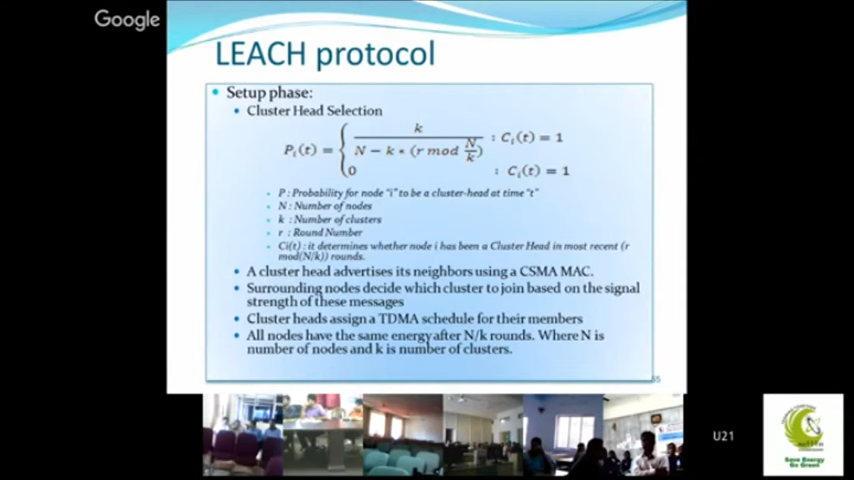 Google
LEACH protocol
Setup phase:
Cluster Head Selection
P_i(t) = { k / (N − k * (r mod N/k)) : C_i(t) = 1
0 : C_i(t) = 1
P : Probability for node "i" to be a cluster-head at time "t"
N : Number of nodes
k : Number of clusters
r : Round Number
Ci(t) : it determines whether node i has been a Cluster Head in most recent (r
mod(N/k)) rounds.
A cluster head advertises its neighbors using a CSMA MAC.
Surrounding nodes decide which cluster to join based on the signal
strength of these messages
Cluster heads assign a TDMA schedule for their members
All nodes have the same energy after N/k rounds. Where N is
number of nodes and k is number of clusters.
U21
Save Energy
Go Green